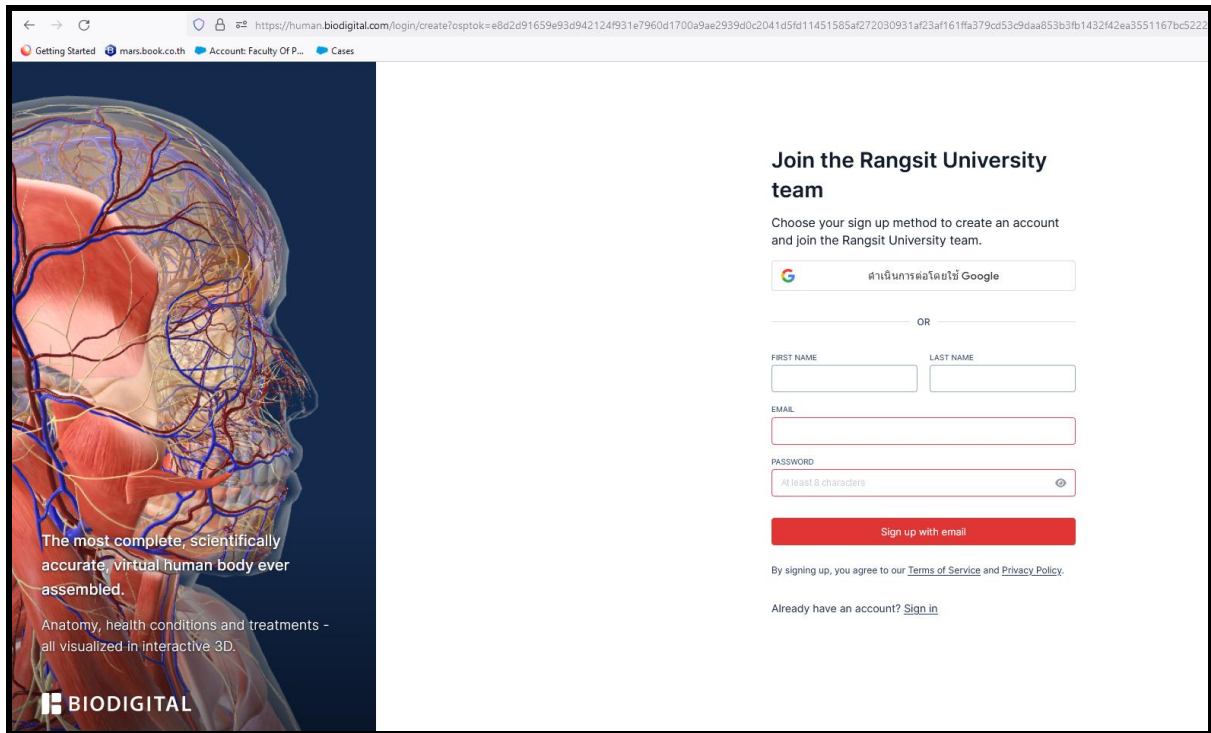 https://human.biodigital.com/login/create?osptok=e8d2d91659e93d942124f931e7960d1700a9ae2939d0c2041d5fd11451585af272030931af23af161ffa379cd53c9daa853b3fb1432f42ea3551167bc5222
Getting Started mars.book.co.th Account: Faculty Of P... Cases
Join the Rangsit University
team
Choose your sign up method to create an account
and join the Rangsit University team.
ดำเนินการต่อโดยใช้ Google
OR
FIRST NAME LAST NAME
EMAIL
PASSWORD
At least 8 characters
Sign up with email
By signing up, you agree to our Terms of Service and Privacy Policy.
Already have an account? Sign in
The most complete, scientifically
accurate, virtual human body ever
assembled.
Anatomy, health conditions and treatments -
all visualized in interactive 3D.
BIODIGITAL